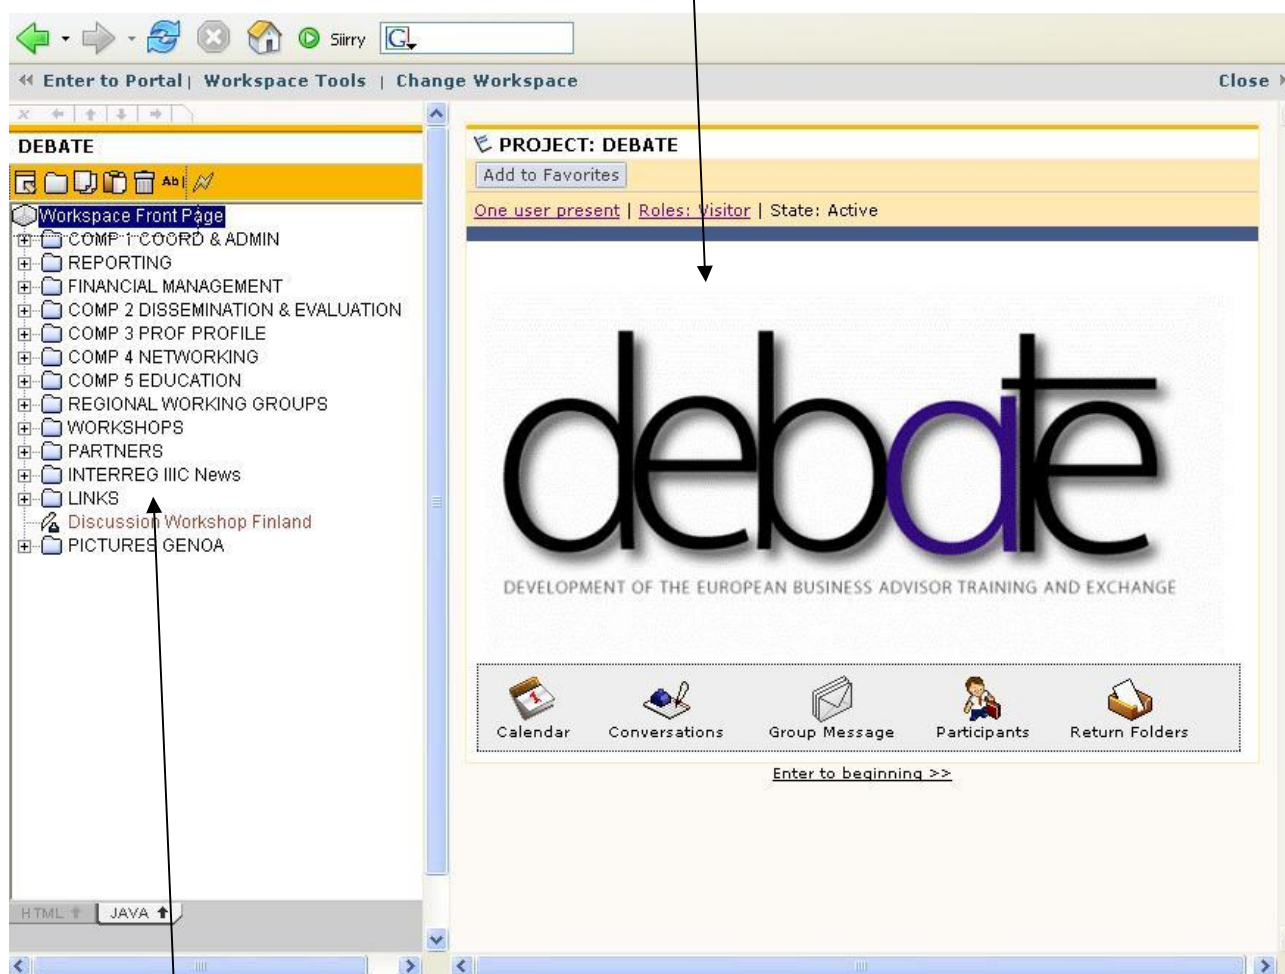 Siirry
Enter to Portal | Workspace Tools | Change Workspace
Close
DEBATE
Ab
Workspace Front Page
COMP 1 COORD & ADMIN
REPORTING
FINANCIAL MANAGEMENT
COMP 2 DISSEMINATION & EVALUATION
COMP 3 PROF PROFILE
COMP 4 NETWORKING
COMP 5 EDUCATION
REGIONAL WORKING GROUPS
WORKSHOPS
PARTNERS
INTERREG IIIC News
LINKS
Discussion Workshop Finland
PICTURES GENOA
HTML JAVA
PROJECT: DEBATE
Add to Favorites
One user present | Roles: Visitor | State: Active
debate
DEVELOPMENT OF THE EUROPEAN BUSINESS ADVISOR TRAINING AND EXCHANGE
1
Calendar Conversations Group Message Participants Return Folders
Enter to beginning >>